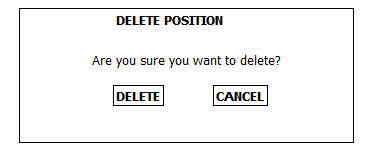 DELETE POSITION
Are you sure you want to delete?
DELETE CANCEL